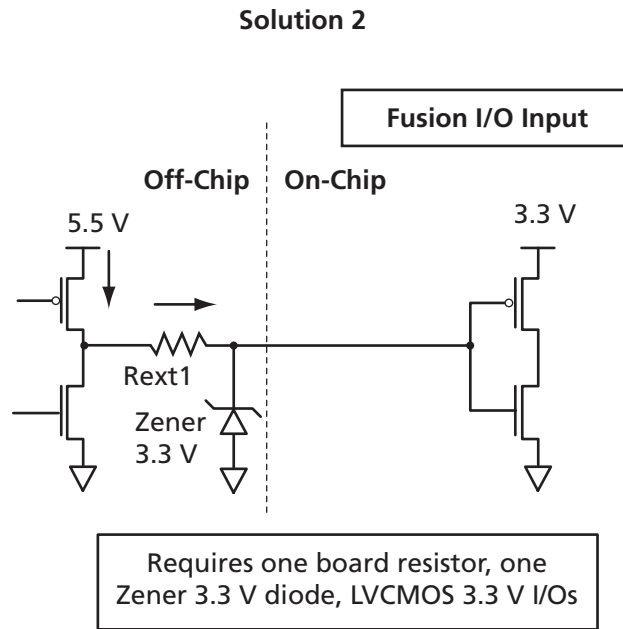 Solution 2
Fusion I/O Input
Off-Chip
On-Chip
5.5 V
3.3 V
Rext1
Zener
3.3 V
Requires one board resistor, one
Zener 3.3 V diode, LVCMOS 3.3 V I/Os